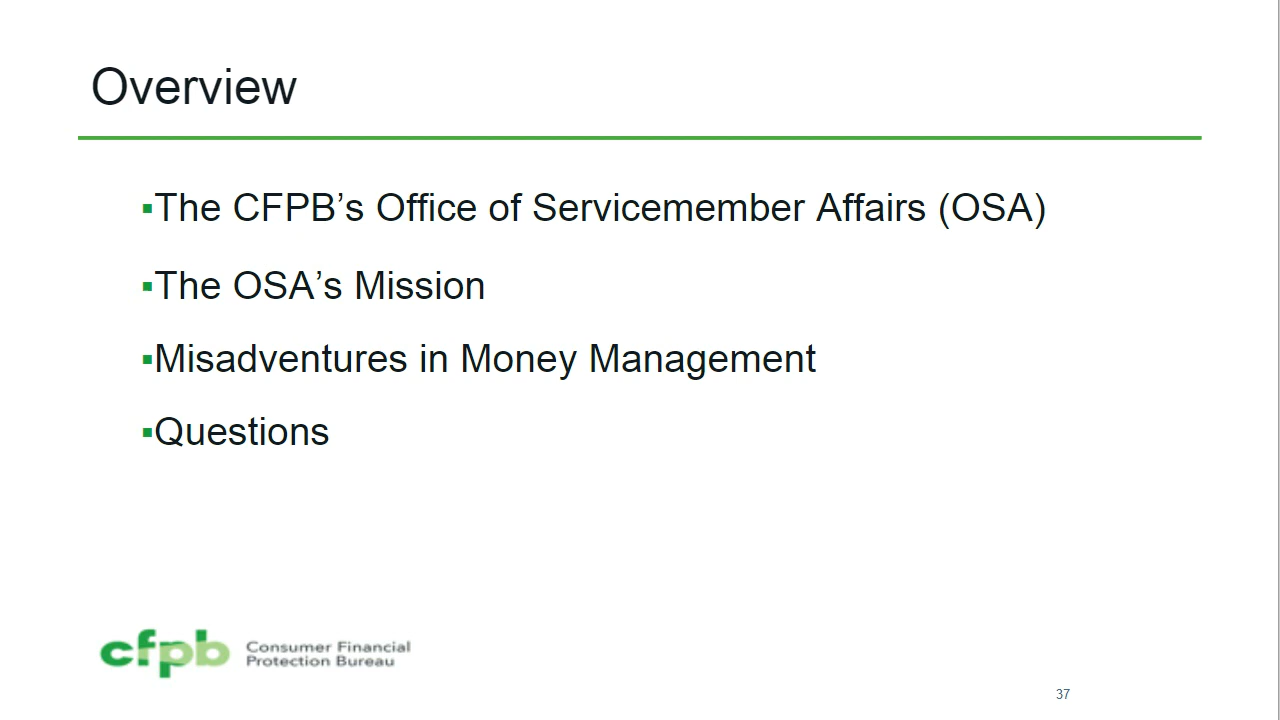 Overview
▪The CFPB’s Office of Servicemember Affairs (OSA)
▪The OSA’s Mission
▪Misadventures in Money Management
▪Questions
cfpb
Consumer Financial
Protection Bureau
37